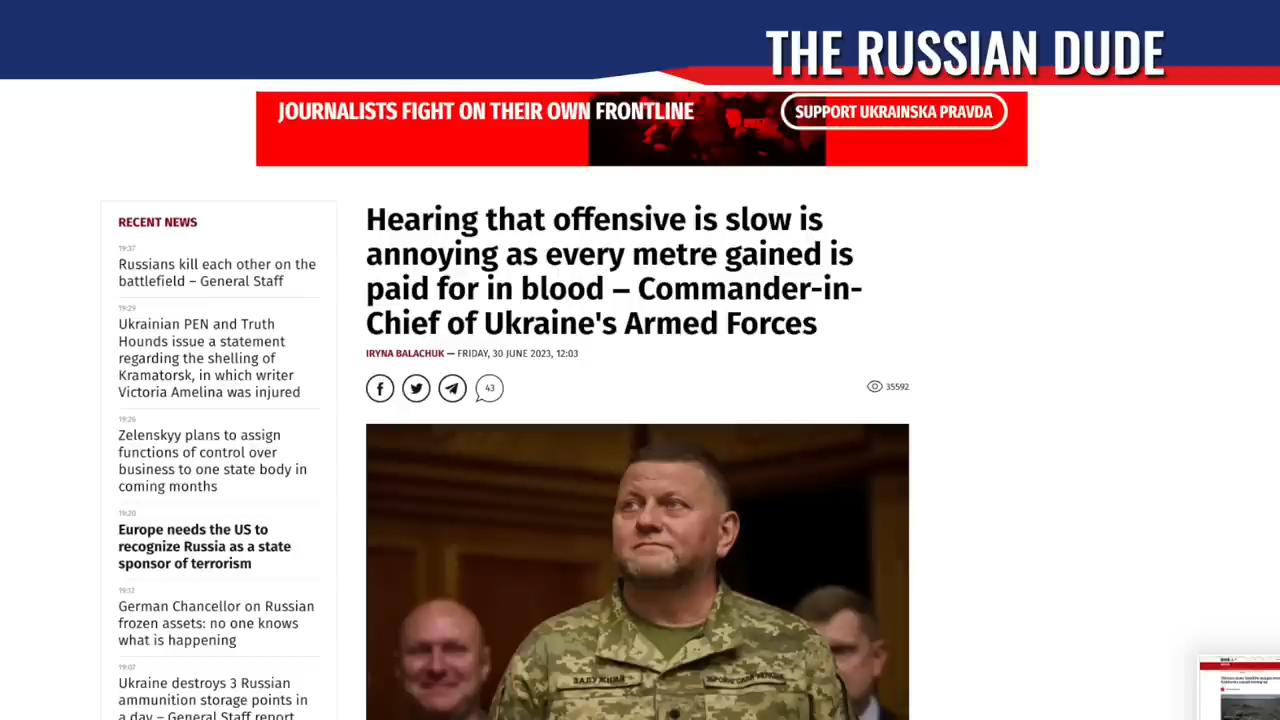 THE RUSSIAN DUDE
JOURNALISTS FIGHT ON THEIR OWN FRONTLINE
SUPPORT UKRAINSKA PRAVDA
RECENT NEWS
19:37
Russians kill each other on the
battlefield – General Staff
19:29
Ukrainian PEN and Truth
Hounds issue a statement
regarding the shelling of
Kramatorsk, in which writer
Victoria Amelina was injured
19:26
Zelenskyy plans to assign
functions of control over
business to one state body in
coming months
19:20
Europe needs the US to
recognize Russia as a state
sponsor of terrorism
19:12
German Chancellor on Russian
frozen assets: no one knows
what is happening
19:07
Ukraine destroys 3 Russian
ammunition storage points in
a day – General Staff report
Hearing that offensive is slow is
annoying as every metre gained is
paid for in blood – Commander-in-
Chief of Ukraine's Armed Forces
IRYNA BALACHUK — FRIDAY, 30 JUNE 2023, 12:03
43
35592
ЗАЛУЖНИЙ